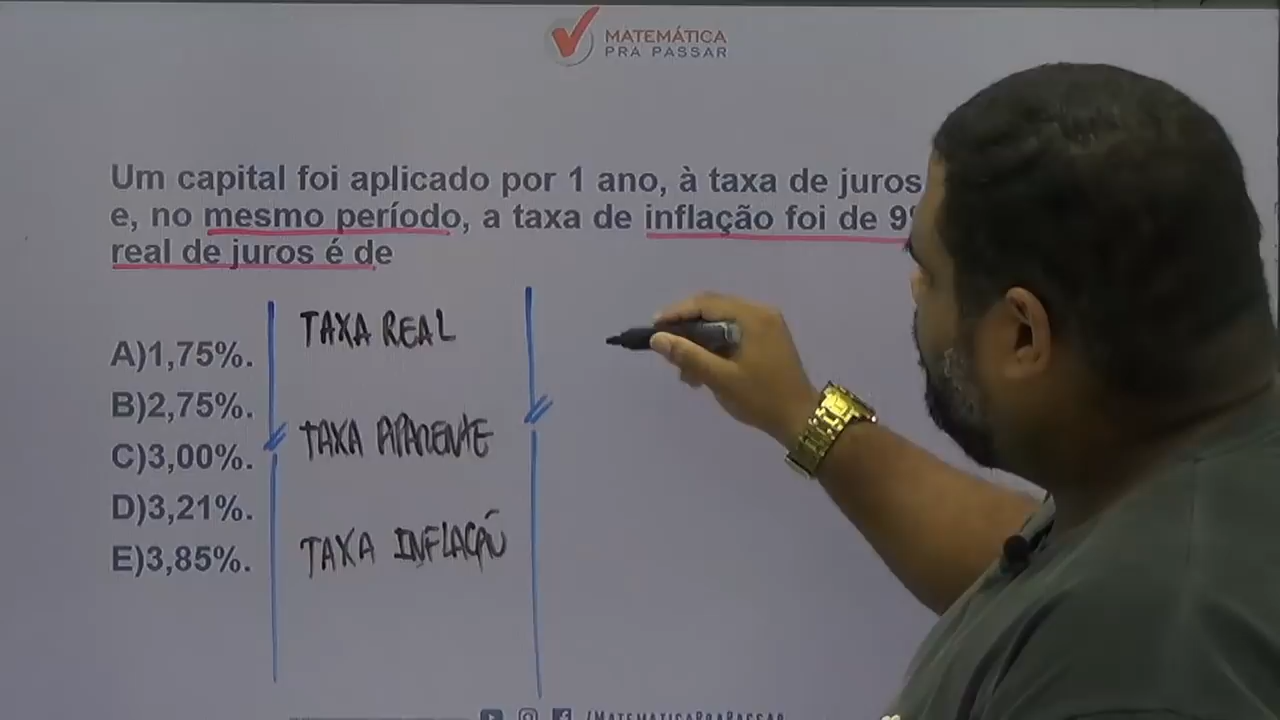 MATEMÁTICA
PRA PASSAR
Um capital foi aplicado por 1 ano, à taxa de juros
e, no mesmo período, a taxa de inflação foi de 9
real de juros é de
A)1,75%.
B)2,75%.
C)3,00%.
D)3,21%.
E)3,85%.
TAXA REAL
TAXA APARENTE
TAXA INFLAÇÃO
/MATEMATICAPRAPASSAR